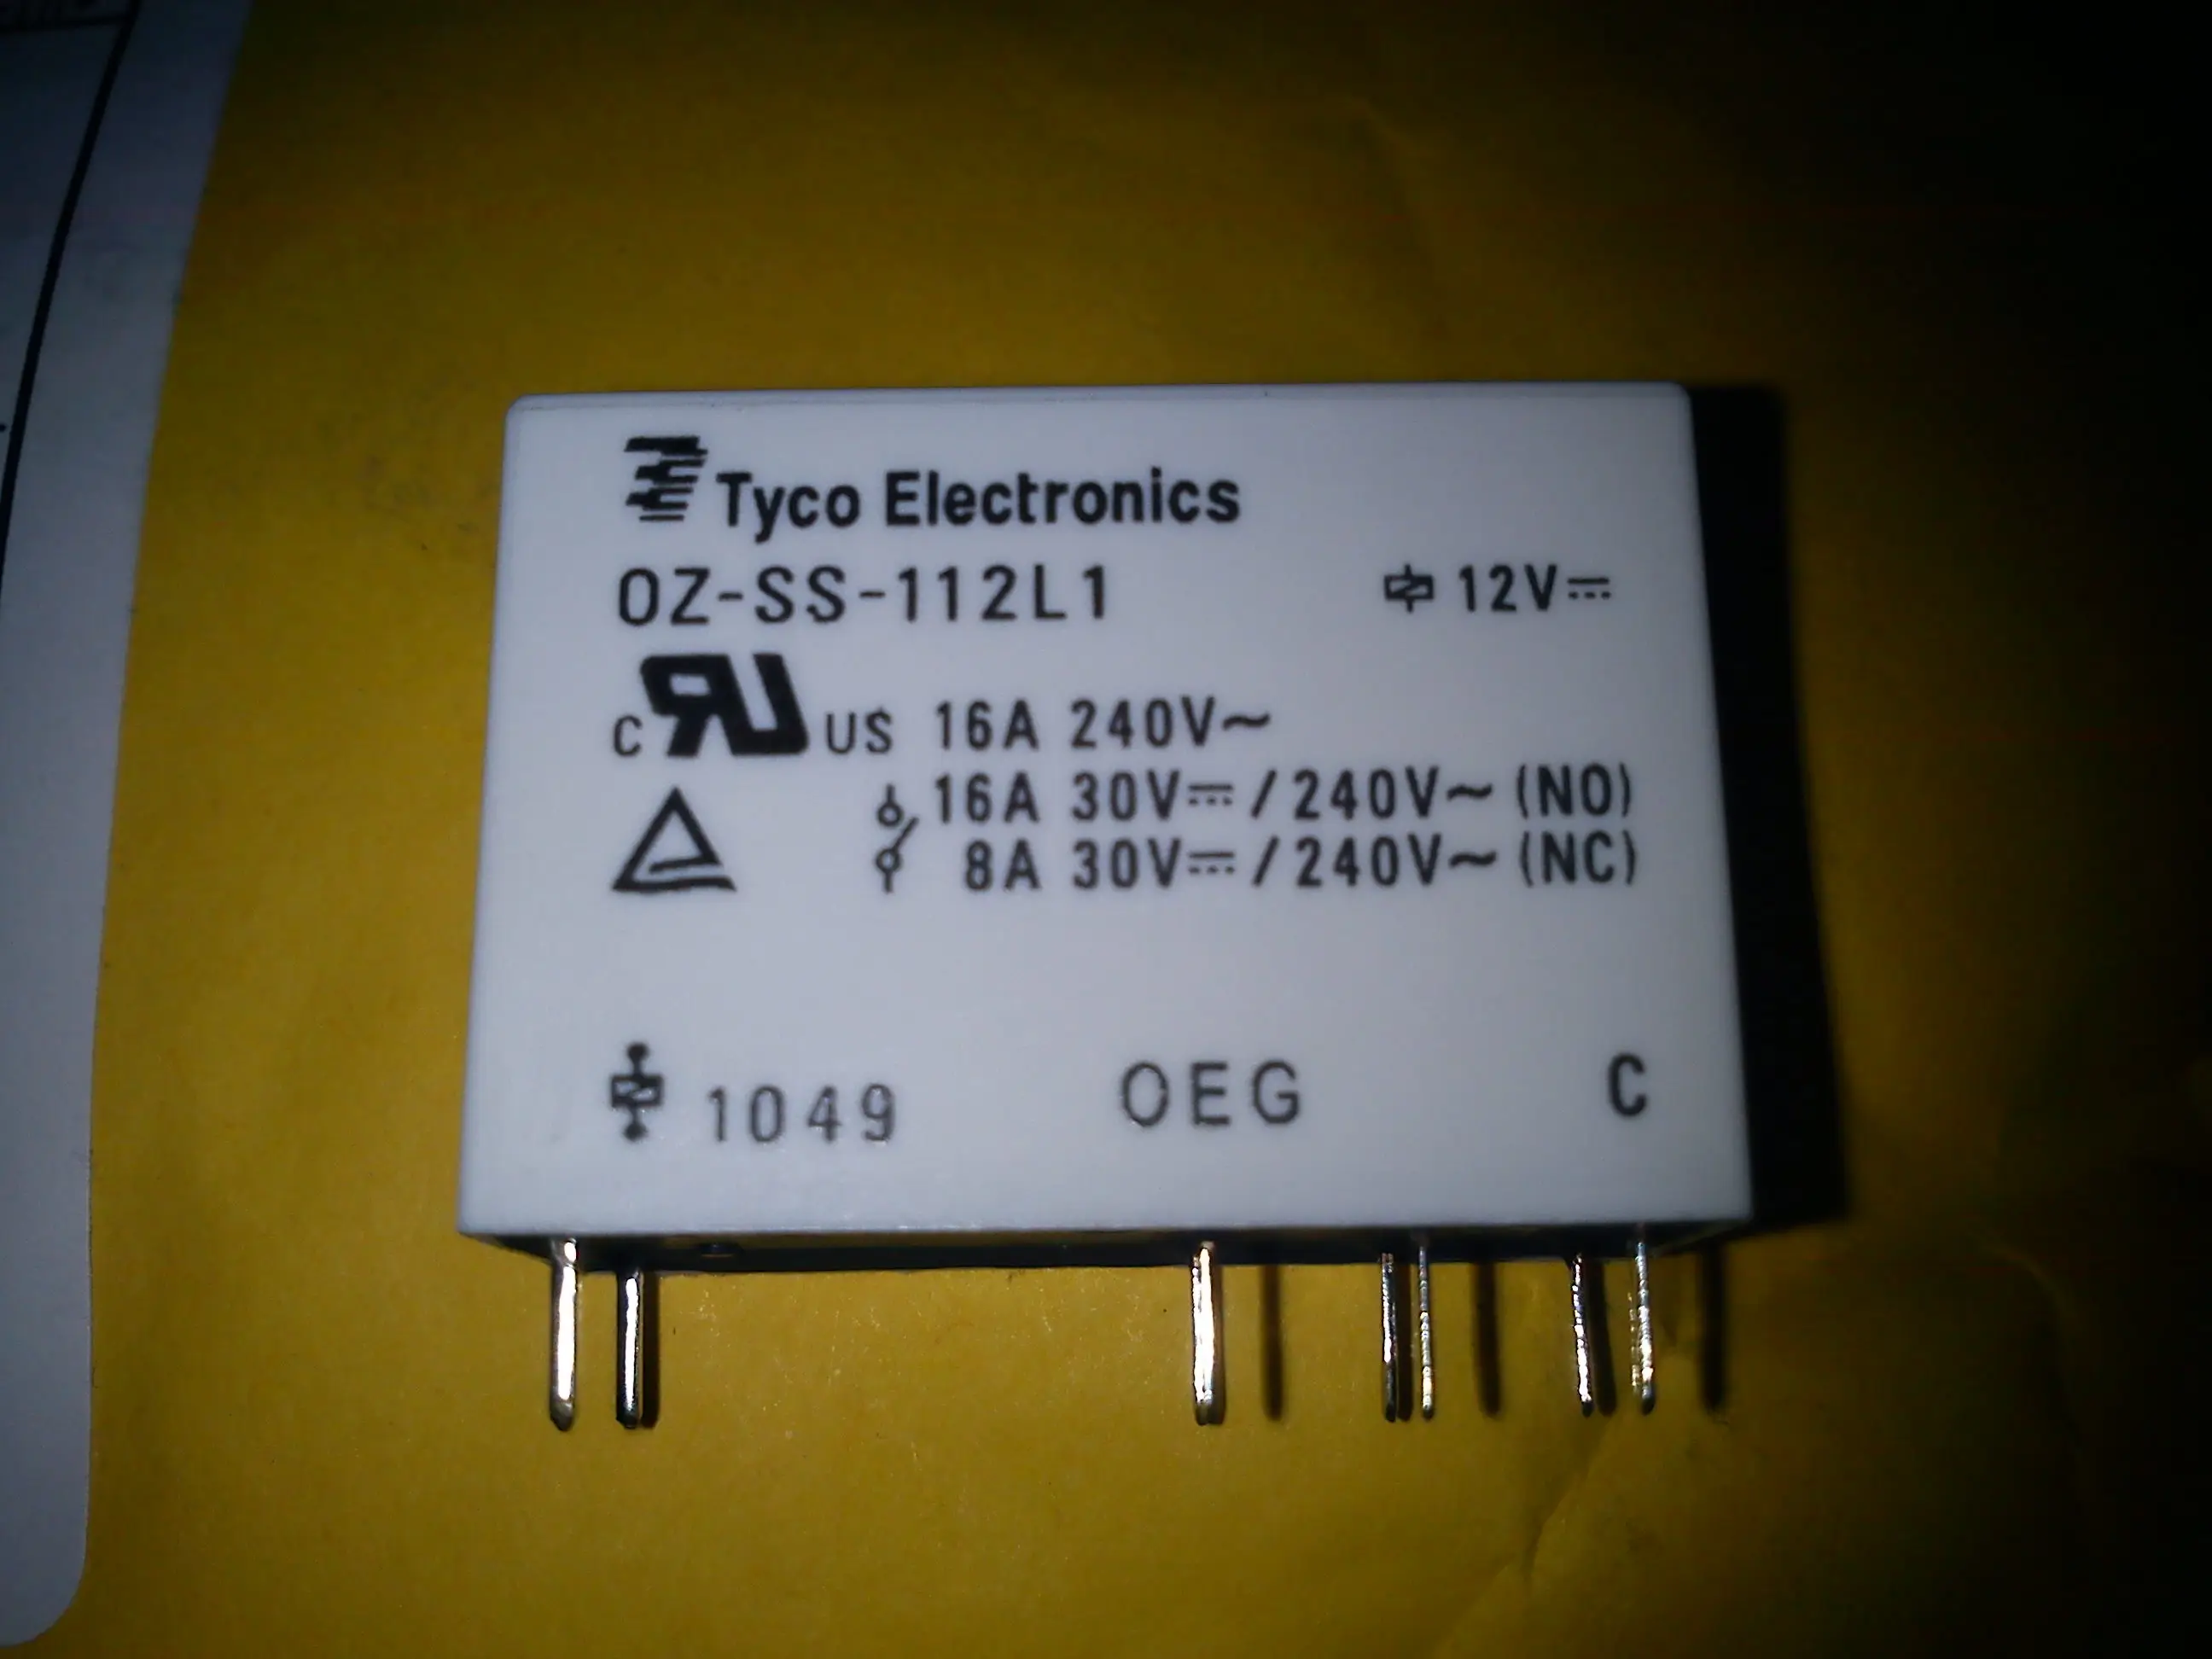 Tyco Electronics
OZ-SS-112L1 12V⎓
c RU US 16A 240V~
16A 30V⎓/240V~(NO)
8A 30V⎓/240V~(NC)
1049 OEG C